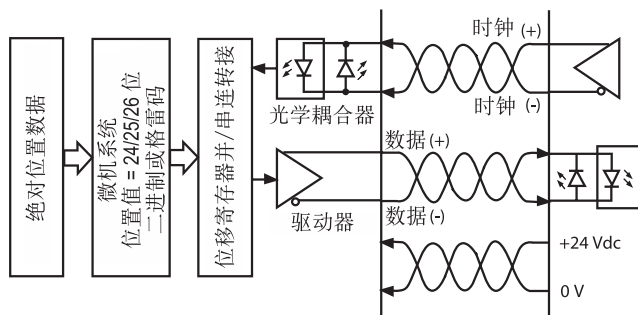 绝对位置数据
微机系统
位置值 = 24/25/26 位
二进制或格雷码
位移寄存器并/串连转接
光学耦合器
驱动器
时钟 (+)
时钟 (-)
数据 (+)
数据 (-)
+24 Vdc
0 V